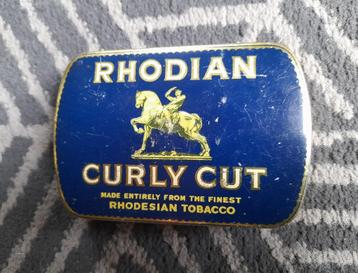 RHODIAN
CURLY CUT
MADE ENTIRELY FROM THE FINEST
RHODESIAN TOBACCO